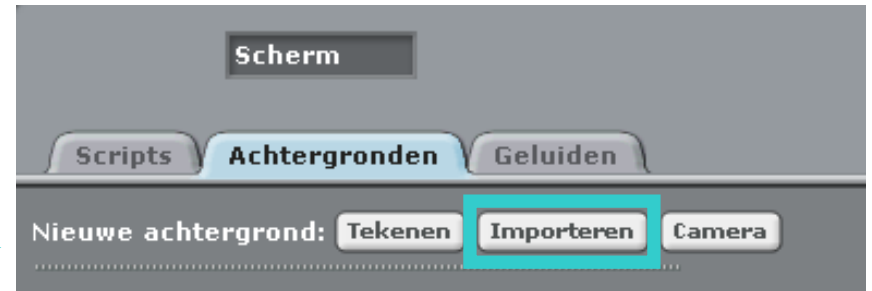 Scherm
Scripts Achtergronden Geluiden
Nieuwe achtergrond: Tekenen Importeren Camera